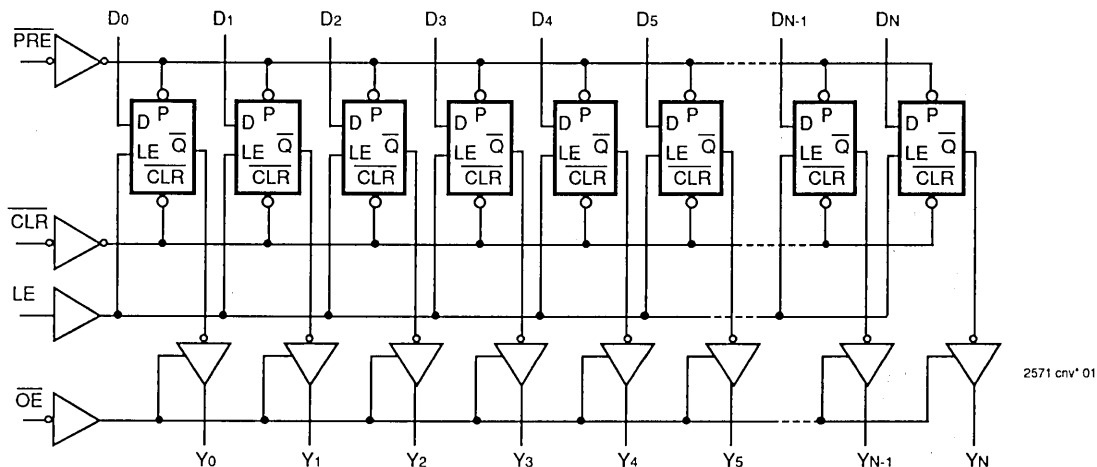 D0 D1 D2 D3 D4 D5 DN-1 DN
PRE
P P P P P P P P
D D D D D D D D
Q Q Q Q Q Q Q Q
LE LE LE LE LE LE LE LE
CLR CLR CLR CLR CLR CLR CLR CLR
CLR
LE
2571 cnv* 01
OE
Y0 Y1 Y2 Y3 Y4 Y5 YN-1 YN